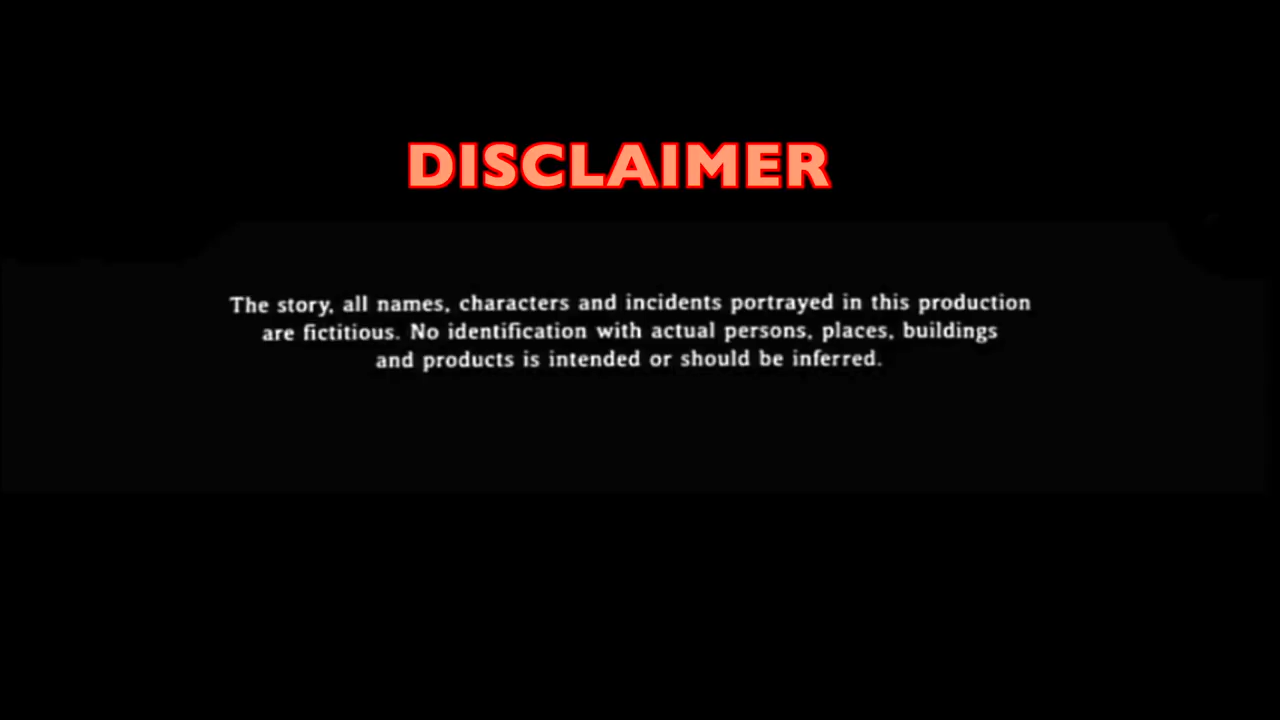 DISCLAIMER
The story, all names, characters and incidents portrayed in this production
are fictitious. No identification with actual persons, places, buildings
and products is intended or should be inferred.